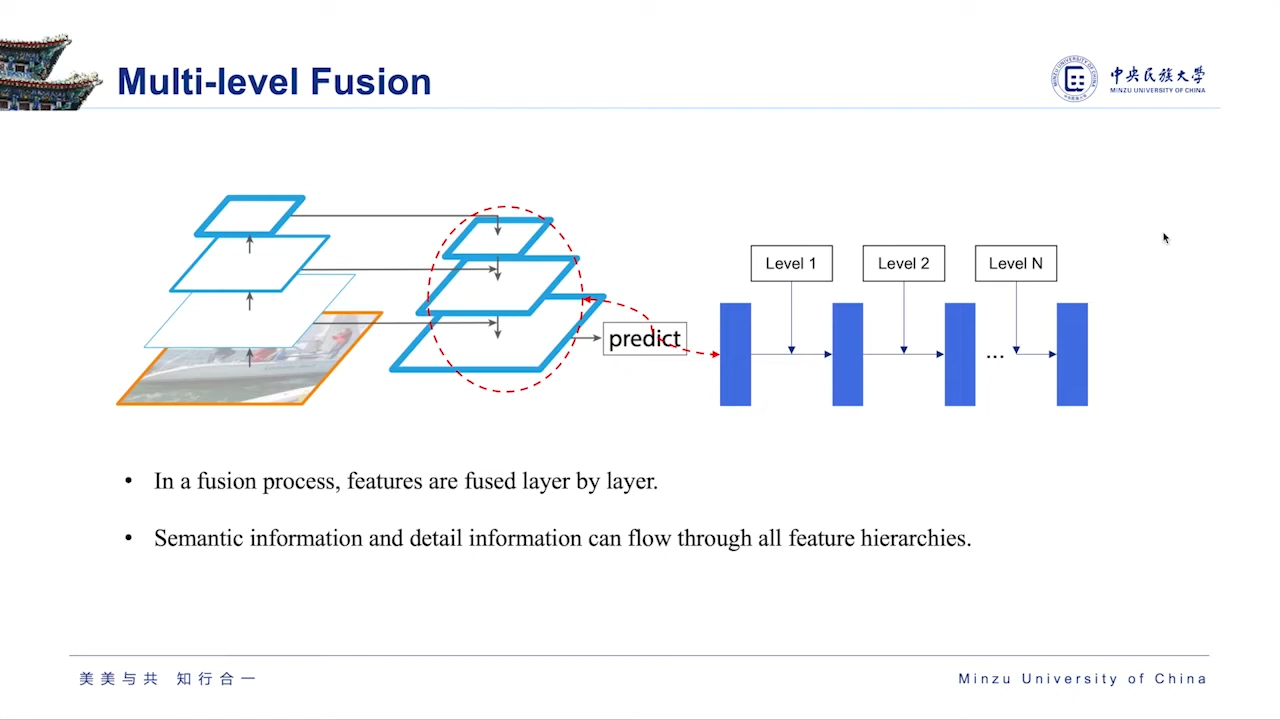 Multi-level Fusion
中央民族大学
MINZU UNIVERSITY OF CHINA
Level 1
Level 2
Level N
predict
...
• In a fusion process, features are fused layer by layer.
• Semantic information and detail information can flow through all feature hierarchies.
美美与共 知行合一
Minzu University of China